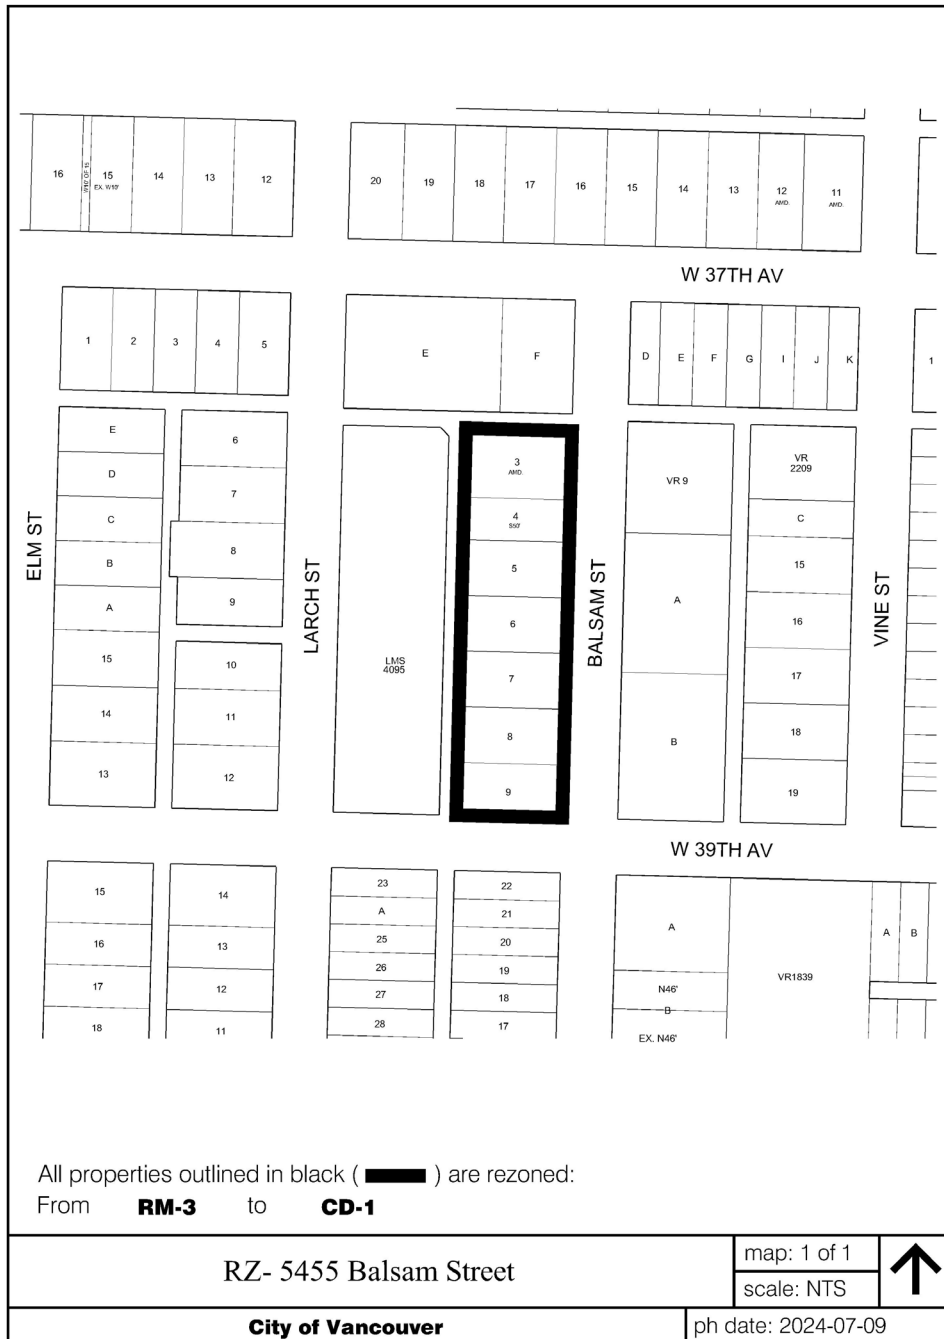 16 W10' OF 15 15 14 13 12
EX. W10'
20 19 18 17 16 15 14 13 12 11
AMD. AMD.
W 37TH AV
1 2 3 4 5
E F
D E F G I J K
1
E
D
C
B
A
15
14
13
6
7
8
9
10
11
12
ELM ST
LARCH ST
LMS
4095
3
AMD.
4
S50'
5
6
7
8
9
BALSAM ST
VR 9
A
B
VR
2209
C
15
16
17
18
19
VINE ST
W 39TH AV
15
16
17
18
14
13
12
11
23
A
25
26
27
28
22
21
20
19
18
17
A
N46'
B
EX. N46'
VR1839
A B
All properties outlined in black ( ) are rezoned:
From RM-3 to CD-1
RZ- 5455 Balsam Street
map: 1 of 1
scale: NTS
City of Vancouver
ph date: 2024-07-09